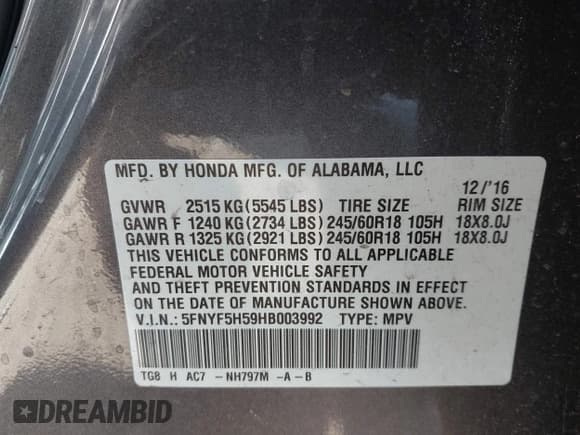 MFD. BY HONDA MFG. OF ALABAMA, LLC
12/'16
GVWR 2515 KG (5545 LBS) TIRE SIZE RIM SIZE
GAWR F 1240 KG (2734 LBS) 245/60R18 105H 18X8.0J
GAWR R 1325 KG (2921 LBS) 245/60R18 105H 18X8.0J
THIS VEHICLE CONFORMS TO ALL APPLICABLE
FEDERAL MOTOR VEHICLE SAFETY
AND THEFT PREVENTION STANDARDS IN EFFECT
ON THE DATE OF MANUFACTURE SHOWN ABOVE.
V.I.N.: 5FNYF5H59HB003992 TYPE: MPV
TG8 H AC7 -NH797M -A-B
DREAMBID